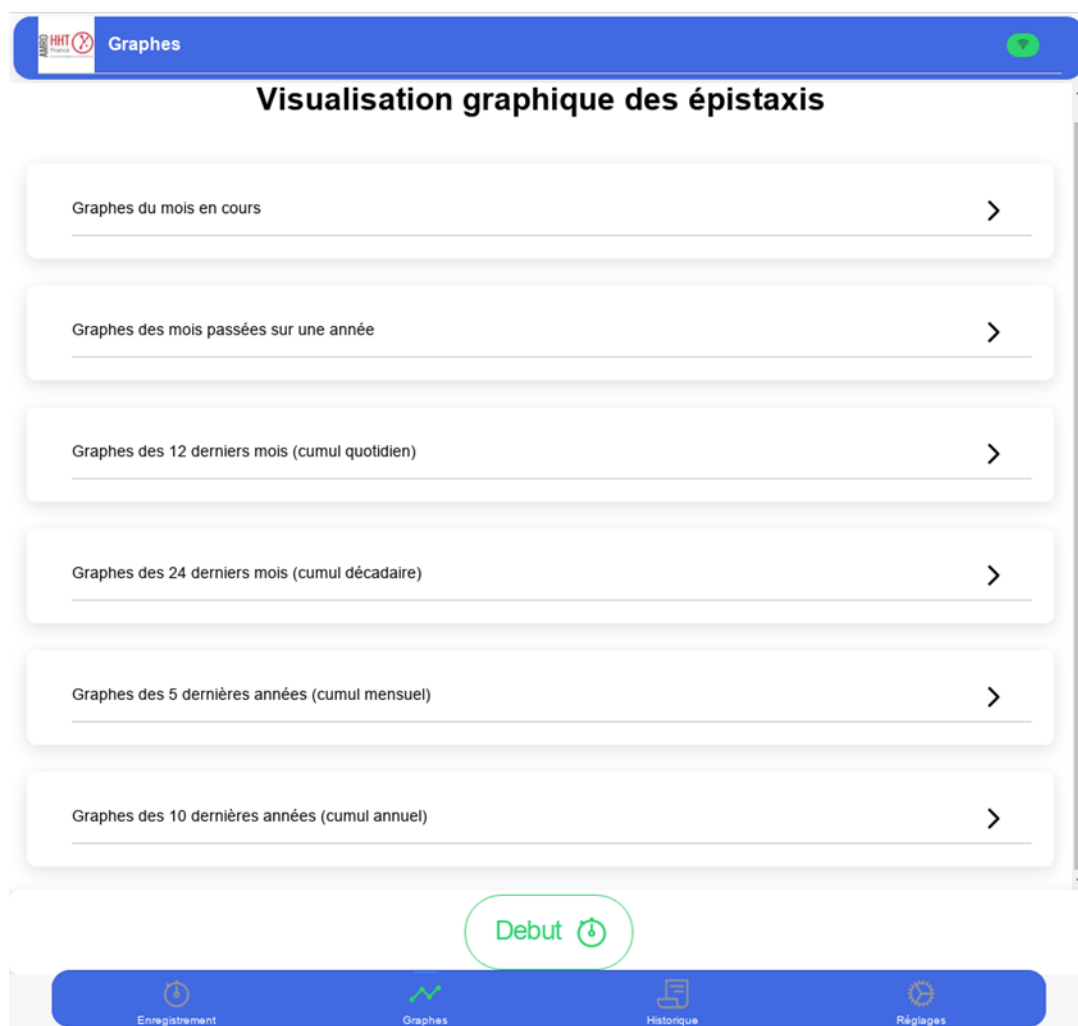 AMRO
HHT
France
Graphes
Visualisation graphique des épistaxis
Graphes du mois en cours
Graphes des mois passées sur une année
Graphes des 12 derniers mois (cumul quotidien)
Graphes des 24 derniers mois (cumul décadaire)
Graphes des 5 dernières années (cumul mensuel)
Graphes des 10 dernières années (cumul annuel)
Debut
Enregistrement
Graphes
Historique
Réglages